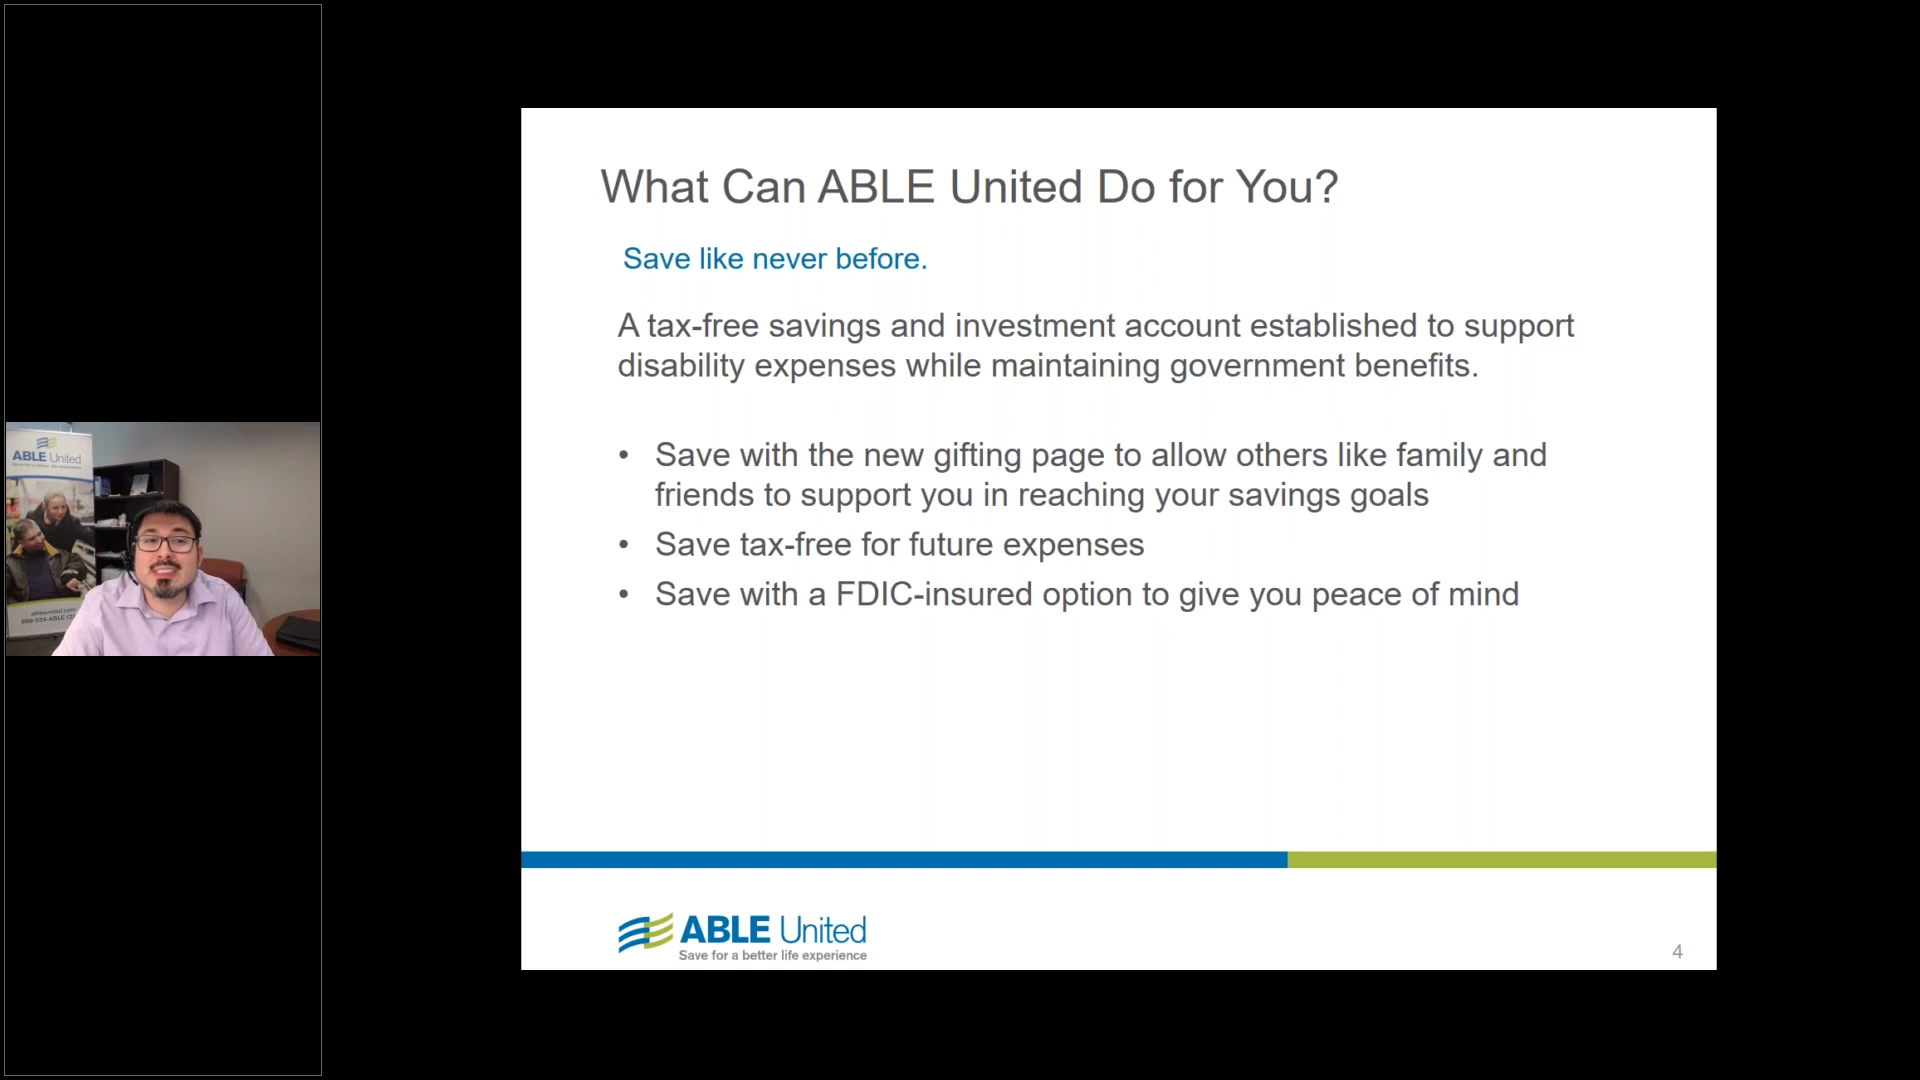 ABLE United
What Can ABLE United Do for You?
Save like never before.
A tax-free savings and investment account established to support
disability expenses while maintaining government benefits.
• Save with the new gifting page to allow others like family and
friends to support you in reaching your savings goals
• Save tax-free for future expenses
• Save with a FDIC-insured option to give you peace of mind
ABLE United
Save for a better life experience
4